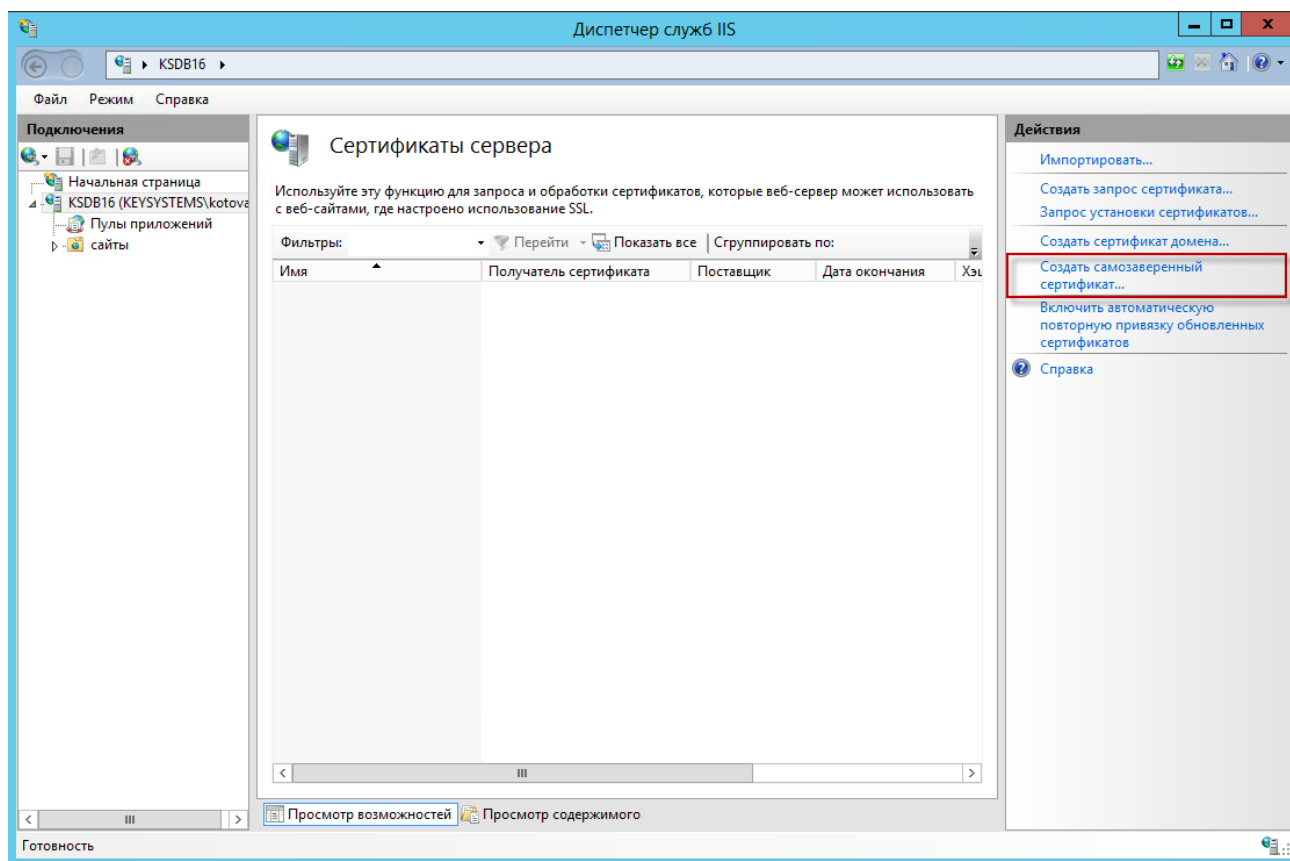 Диспетчер служб IIS
KSDB16
Файл Режим Справка
Подключения
Начальная страница
KSDB16 (KEYSYSTEMS\kotova
Пулы приложений
сайты
Сертификаты сервера
Используйте эту функцию для запроса и обработки сертификатов, которые веб-сервер может использовать
с веб-сайтами, где настроено использование SSL.
Фильтры: Перейти Показать все Сгруппировать по:
Имя Получатель сертификата Поставщик Дата окончания Хэш
Просмотр возможностей Просмотр содержимого
Действия
Импортировать...
Создать запрос сертификата...
Запрос установки сертификатов...
Создать сертификат домена...
Создать самозаверенный
сертификат...
Включить автоматическую
повторную привязку обновленных
сертификатов
Справка
Готовность